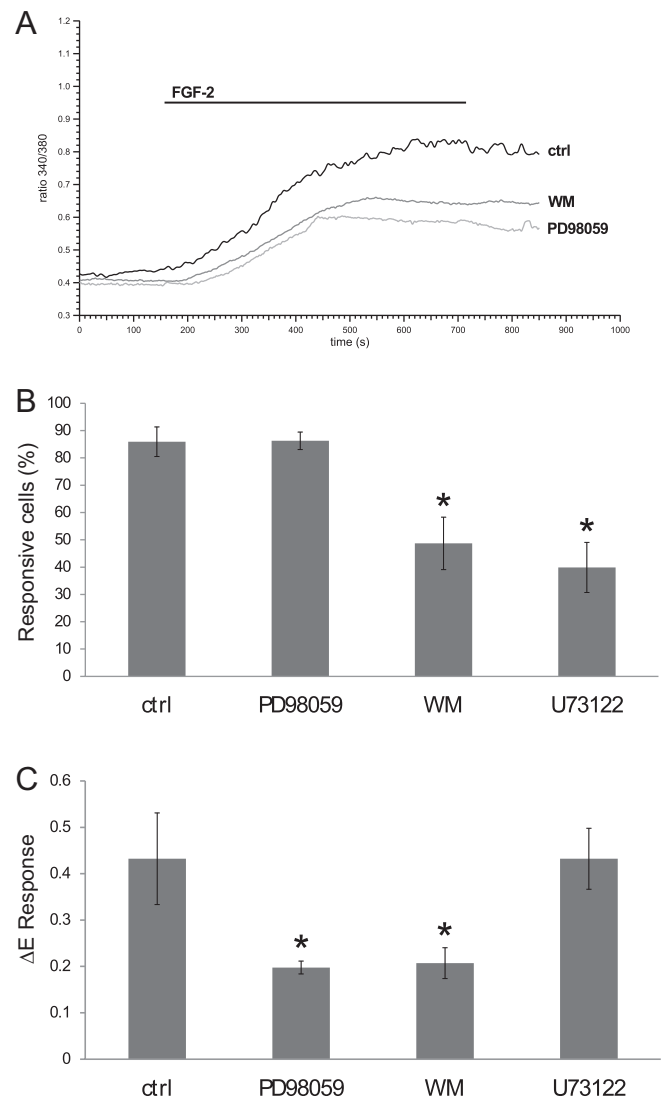 A
1.2
1.1
1.0
0.9
0.8
0.7
0.6
0.5
0.4
0.3
ratio 340/380
FGF-2
ctrl
WM
PD98059
0 100 200 300 400 500 600 700 800 900 1000
time (s)
B
100
90
80
70
60
50
40
30
20
10
0
Responsive cells (%)
* *
ctrl PD98059 WM U73122
C
0.6
0.5
0.4
0.3
0.2
0.1
0
ΔE Response
* *
ctrl PD98059 WM U73122